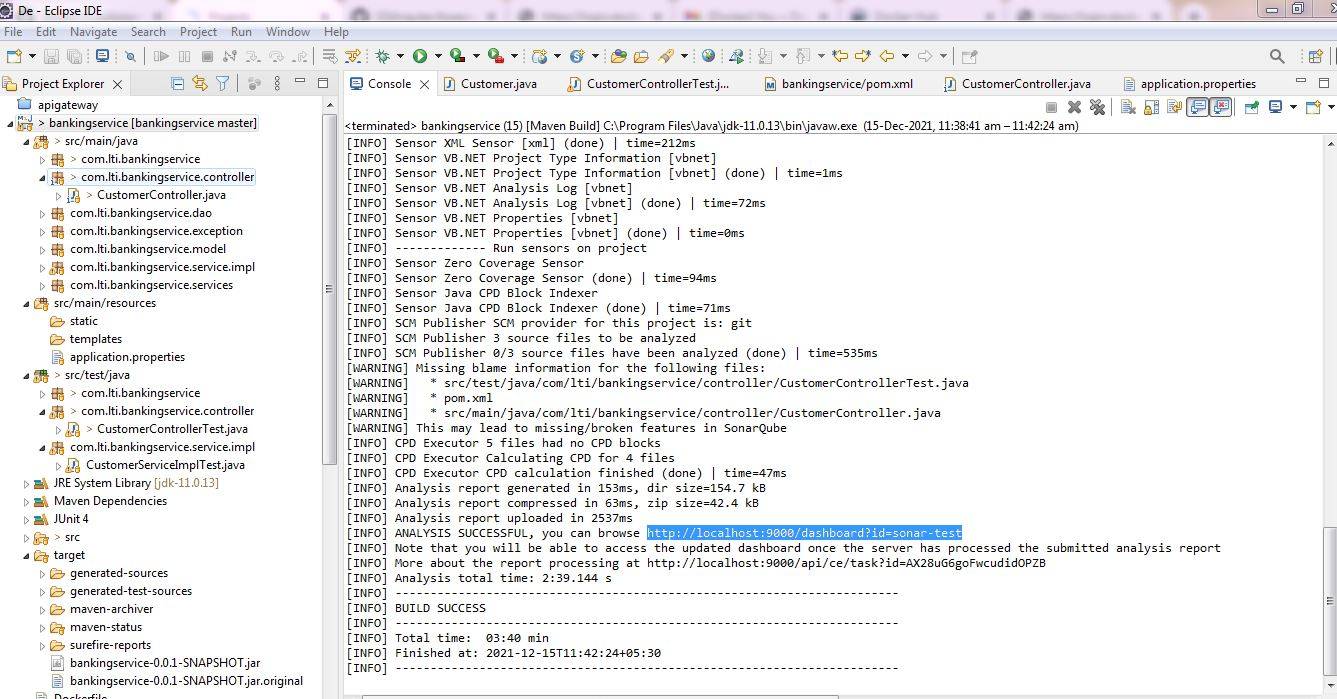 De - Eclipse IDE
File Edit Navigate Search Project Run Window Help
Project Explorer
apigateway
> bankingservice [bankingservice master]
> src/main/java
> com.lti.bankingservice
> com.lti.bankingservice.controller
> CustomerController.java
com.lti.bankingservice.dao
com.lti.bankingservice.exception
com.lti.bankingservice.model
com.lti.bankingservice.service.impl
com.lti.bankingservice.services
src/main/resources
static
templates
application.properties
> src/test/java
> com.lti.bankingservice
> com.lti.bankingservice.controller
> CustomerControllerTest.java
com.lti.bankingservice.service.impl
CustomerServiceImplTest.java
JRE System Library [jdk-11.0.13]
Maven Dependencies
JUnit 4
> src
target
generated-sources
generated-test-sources
maven-archiver
maven-status
surefire-reports
bankingservice-0.0.1-SNAPSHOT.jar
bankingservice-0.0.1-SNAPSHOT.jar.original
Dockerfile
Console Customer.java CustomerControllerTest.j... bankingservice/pom.xml CustomerController.java application.properties
<terminated> bankingservice (15) [Maven Build] C:\Program Files\Java\jdk-11.0.13\bin\javaw.exe (15-Dec-2021, 11:38:41 am – 11:42:24 am)
[INFO] Sensor XML Sensor [xml] (done) | time=212ms
[INFO] Sensor VB.NET Project Type Information [vbnet]
[INFO] Sensor VB.NET Project Type Information [vbnet] (done) | time=1ms
[INFO] Sensor VB.NET Analysis Log [vbnet]
[INFO] Sensor VB.NET Analysis Log [vbnet] (done) | time=72ms
[INFO] Sensor VB.NET Properties [vbnet]
[INFO] Sensor VB.NET Properties [vbnet] (done) | time=0ms
[INFO] ------------- Run sensors on project
[INFO] Sensor Zero Coverage Sensor
[INFO] Sensor Zero Coverage Sensor (done) | time=94ms
[INFO] Sensor Java CPD Block Indexer
[INFO] Sensor Java CPD Block Indexer (done) | time=71ms
[INFO] SCM Publisher SCM provider for this project is: git
[INFO] SCM Publisher 3 source files to be analyzed
[INFO] SCM Publisher 0/3 source files have been analyzed (done) | time=535ms
[WARNING] Missing blame information for the following files:
[WARNING]   * src/test/java/com/lti/bankingservice/controller/CustomerControllerTest.java
[WARNING]   * pom.xml
[WARNING]   * src/main/java/com/lti/bankingservice/controller/CustomerController.java
[WARNING] This may lead to missing/broken features in SonarQube
[INFO] CPD Executor 5 files had no CPD blocks
[INFO] CPD Executor Calculating CPD for 4 files
[INFO] CPD Executor CPD calculation finished (done) | time=47ms
[INFO] Analysis report generated in 153ms, dir size=154.7 kB
[INFO] Analysis report compressed in 63ms, zip size=42.4 kB
[INFO] Analysis report uploaded in 2537ms
[INFO] ANALYSIS SUCCESSFUL, you can browse http://localhost:9000/dashboard?id=sonar-test
[INFO] Note that you will be able to access the updated dashboard once the server has processed the submitted analysis report
[INFO] More about the report processing at http://localhost:9000/api/ce/task?id=AX28uG6goFwcudidOPZB
[INFO] Analysis total time: 2:39.144 s
[INFO] ------------------------------------------------------------------------
[INFO] BUILD SUCCESS
[INFO] ------------------------------------------------------------------------
[INFO] Total time:  03:40 min
[INFO] Finished at: 2021-12-15T11:42:24+05:30
[INFO] ------------------------------------------------------------------------